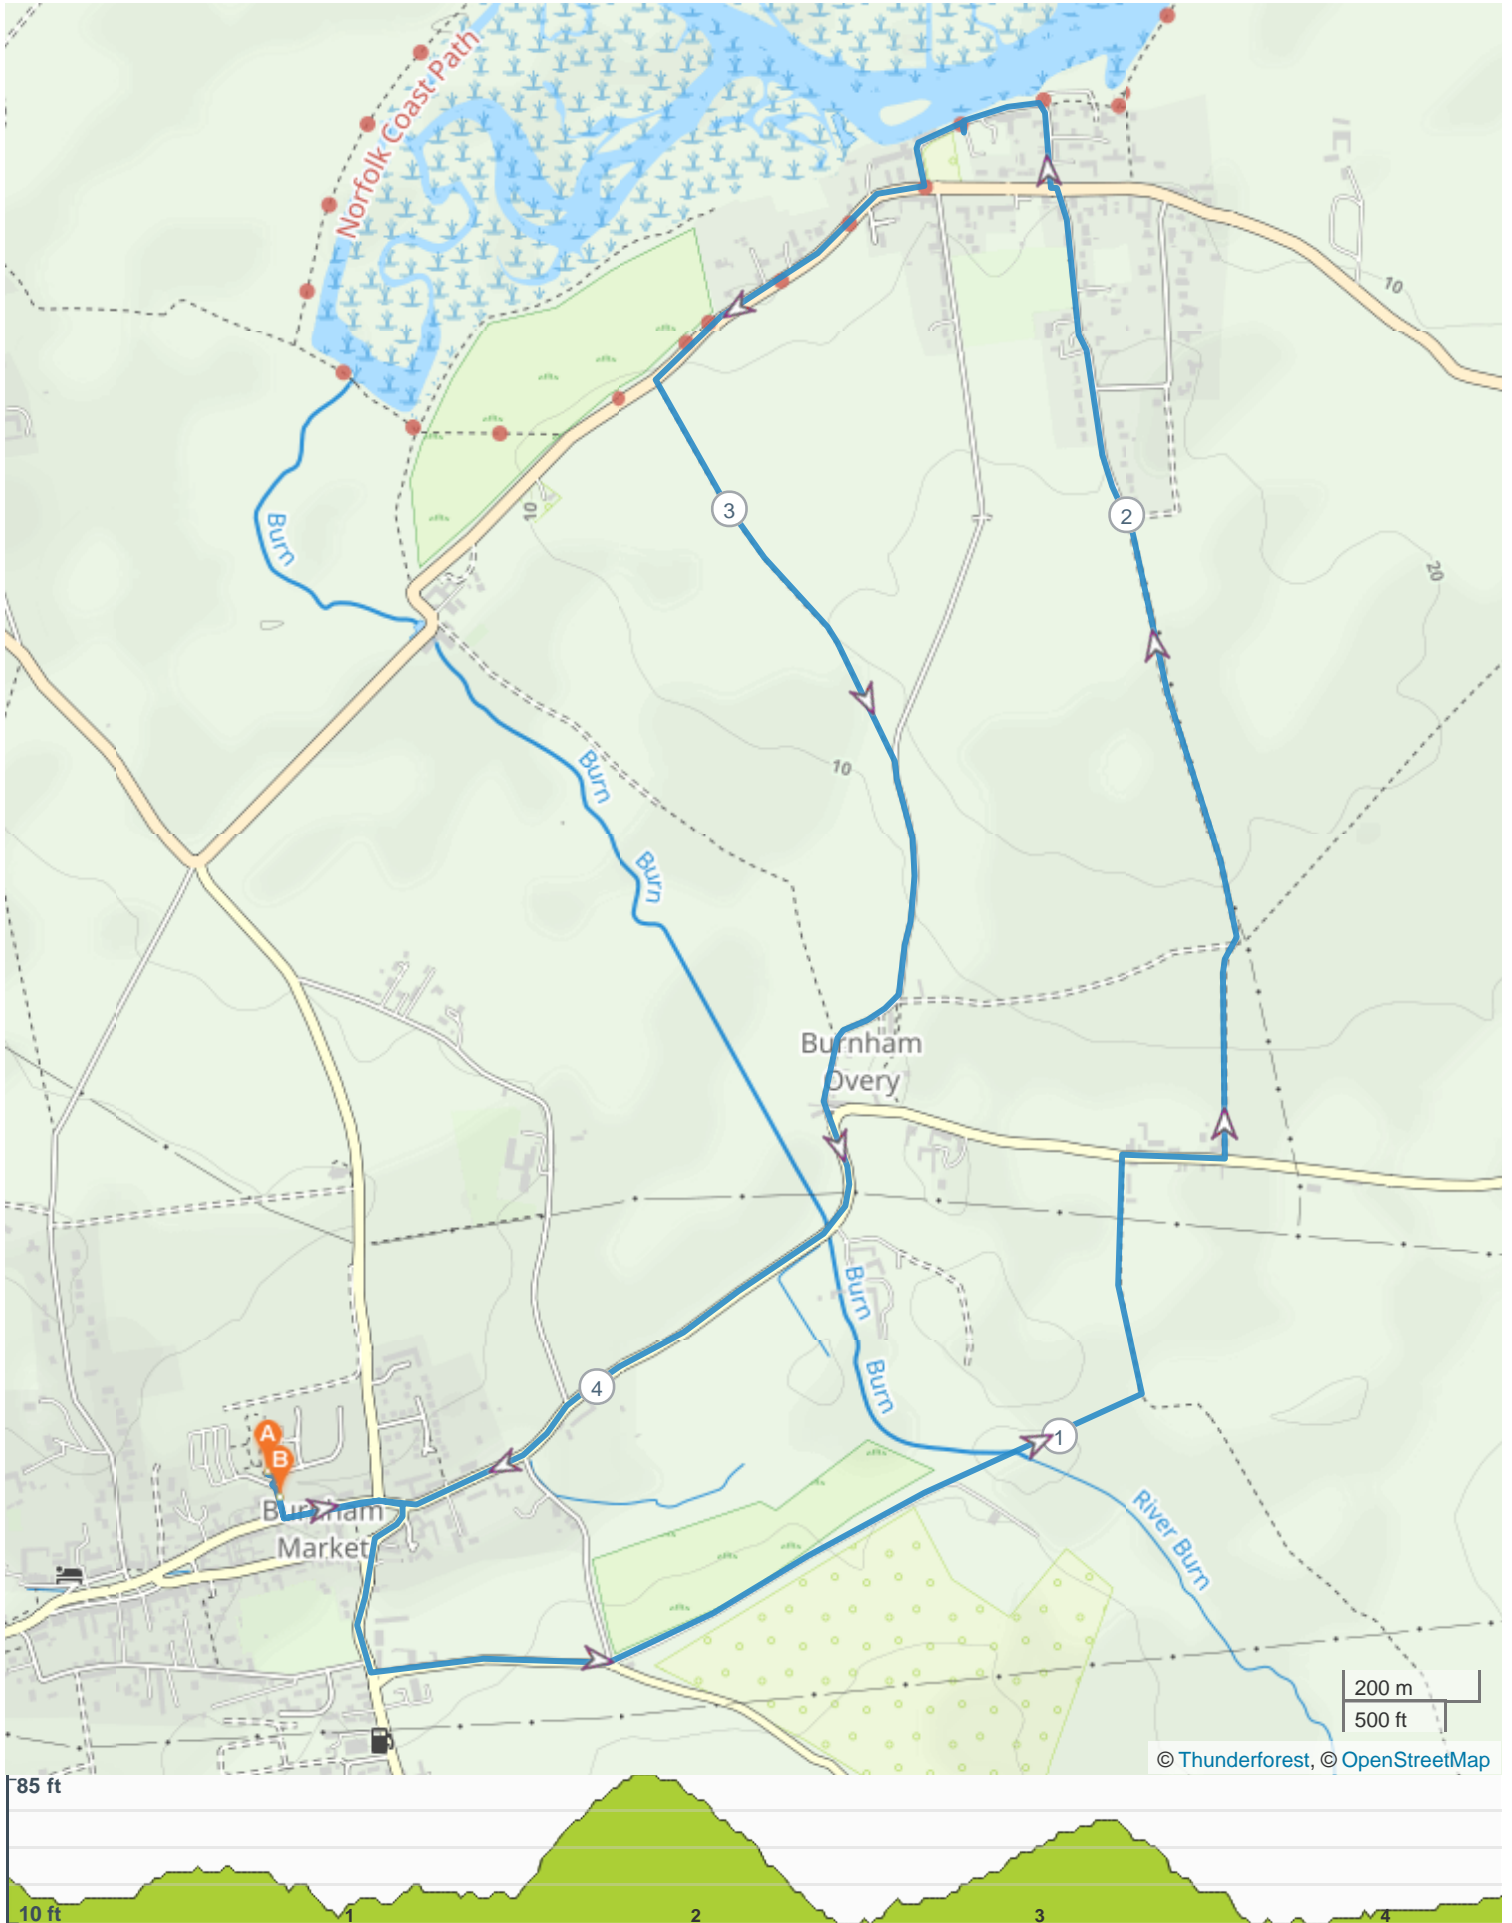 Norfolk Coast Path
10
2
3
Burn
10
20
Burn
10
Burn
Burnham
Overy
Burn
4
Burn
1
A
B
Burnham
Market
River Burn
200 m
500 ft
© Thunderforest, © OpenStreetMap
85 ft
10 ft
1
2
3
4